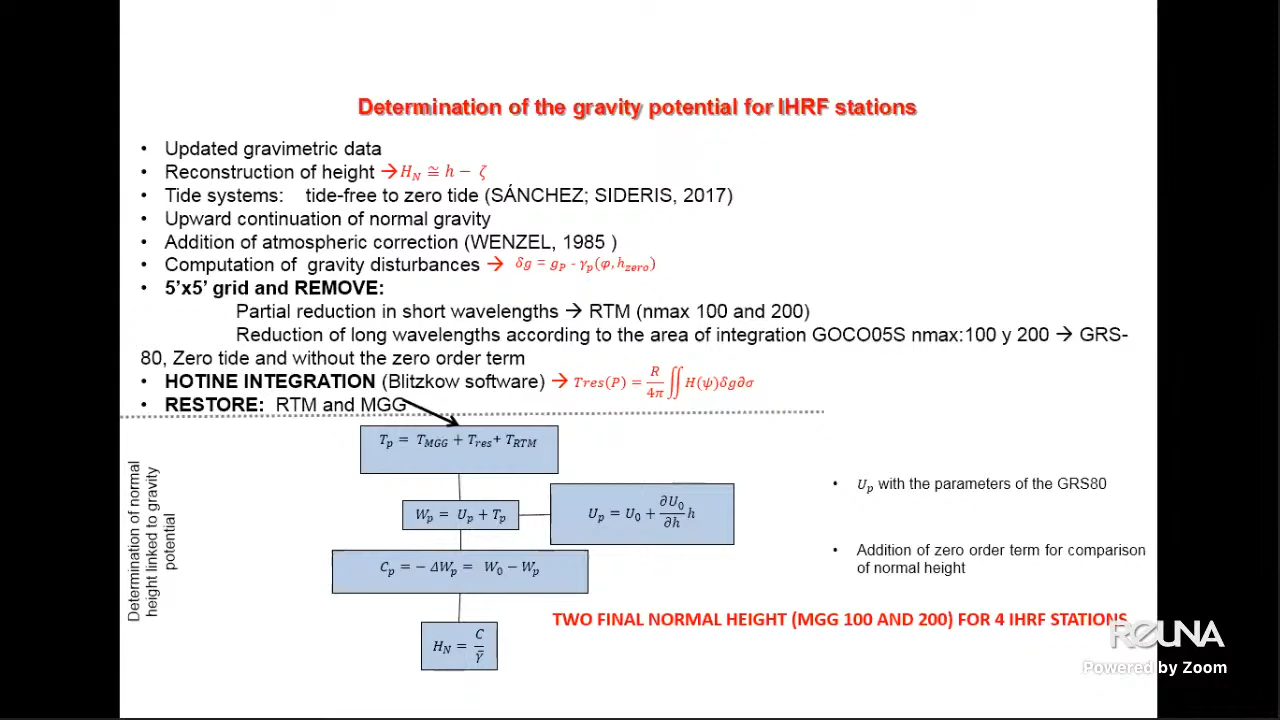 Determination of the gravity potential for IHRF stations
• Updated gravimetric data
• Reconstruction of height → H_N ≅ h − ζ
• Tide systems: tide-free to zero tide (SÁNCHEZ; SIDERIS, 2017)
• Upward continuation of normal gravity
• Addition of atmospheric correction (WENZEL, 1985 )
• Computation of gravity disturbances → δg = g_P - γ_p(φ, h_zero)
• 5’x5’ grid and REMOVE:
Partial reduction in short wavelengths → RTM (nmax 100 and 200)
Reduction of long wavelengths according to the area of integration GOCO05S nmax:100 y 200 → GRS-
80, Zero tide and without the zero order term
• HOTINE INTEGRATION (Blitzkow software) → Tres(P) = R/4π ∬ H(ψ)δg∂σ
• RESTORE: RTM and MGG
Determination of normal
height linked to gravity
potential
T_p = T_MGG + T_res + T_RTM
W_p = U_p + T_p
U_p = U_0 + ∂U_0/∂h h
C_p = − ΔW_p = W_0 − W_p
H_N = C/γ̄
• U_p with the parameters of the GRS80
• Addition of zero order term for comparison
of normal height
TWO FINAL NORMAL HEIGHT (MGG 100 AND 200) FOR 4 IHRF STATIONS
REUNA
Powered by Zoom